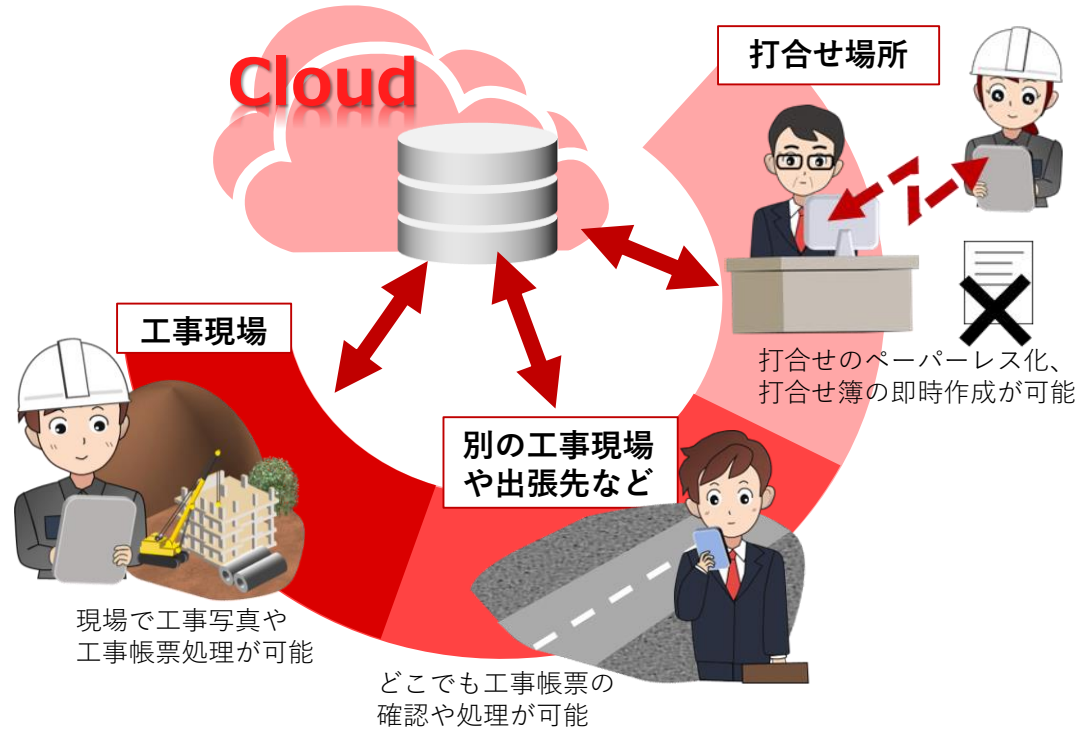 Cloud
打合せ場所
打合せのペーパーレス化、
打合せ簿の即時作成が可能
工事現場
現場で工事写真や
工事帳票処理が可能
別の工事現場
や出張先など
どこでも工事帳票の
確認や処理が可能